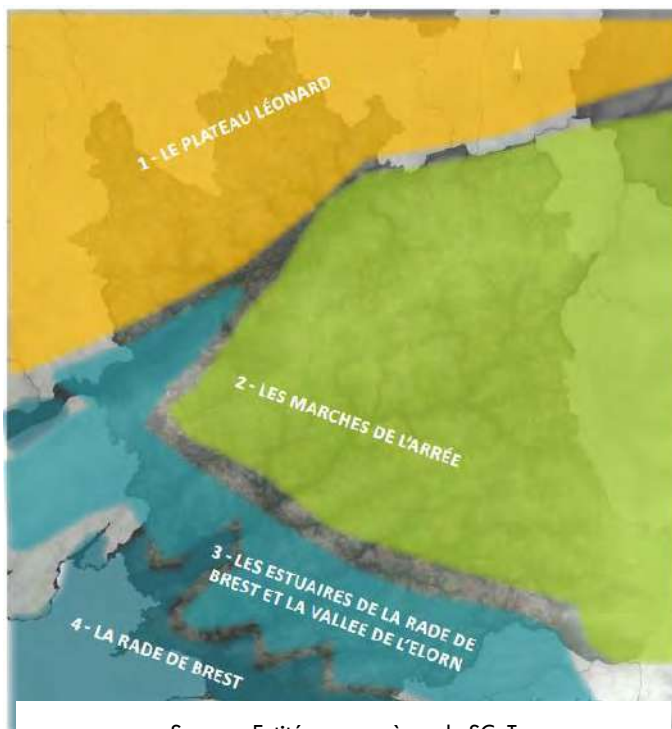 1 - LE PLATEAU LÉONARD
2 - LES MARCHES DE L'ARRÉE
3 - LES ESTUAIRES DE LA RADE DE
BREST ET LA VALLEE DE L'ELORN
4 - LA RADE DE BREST